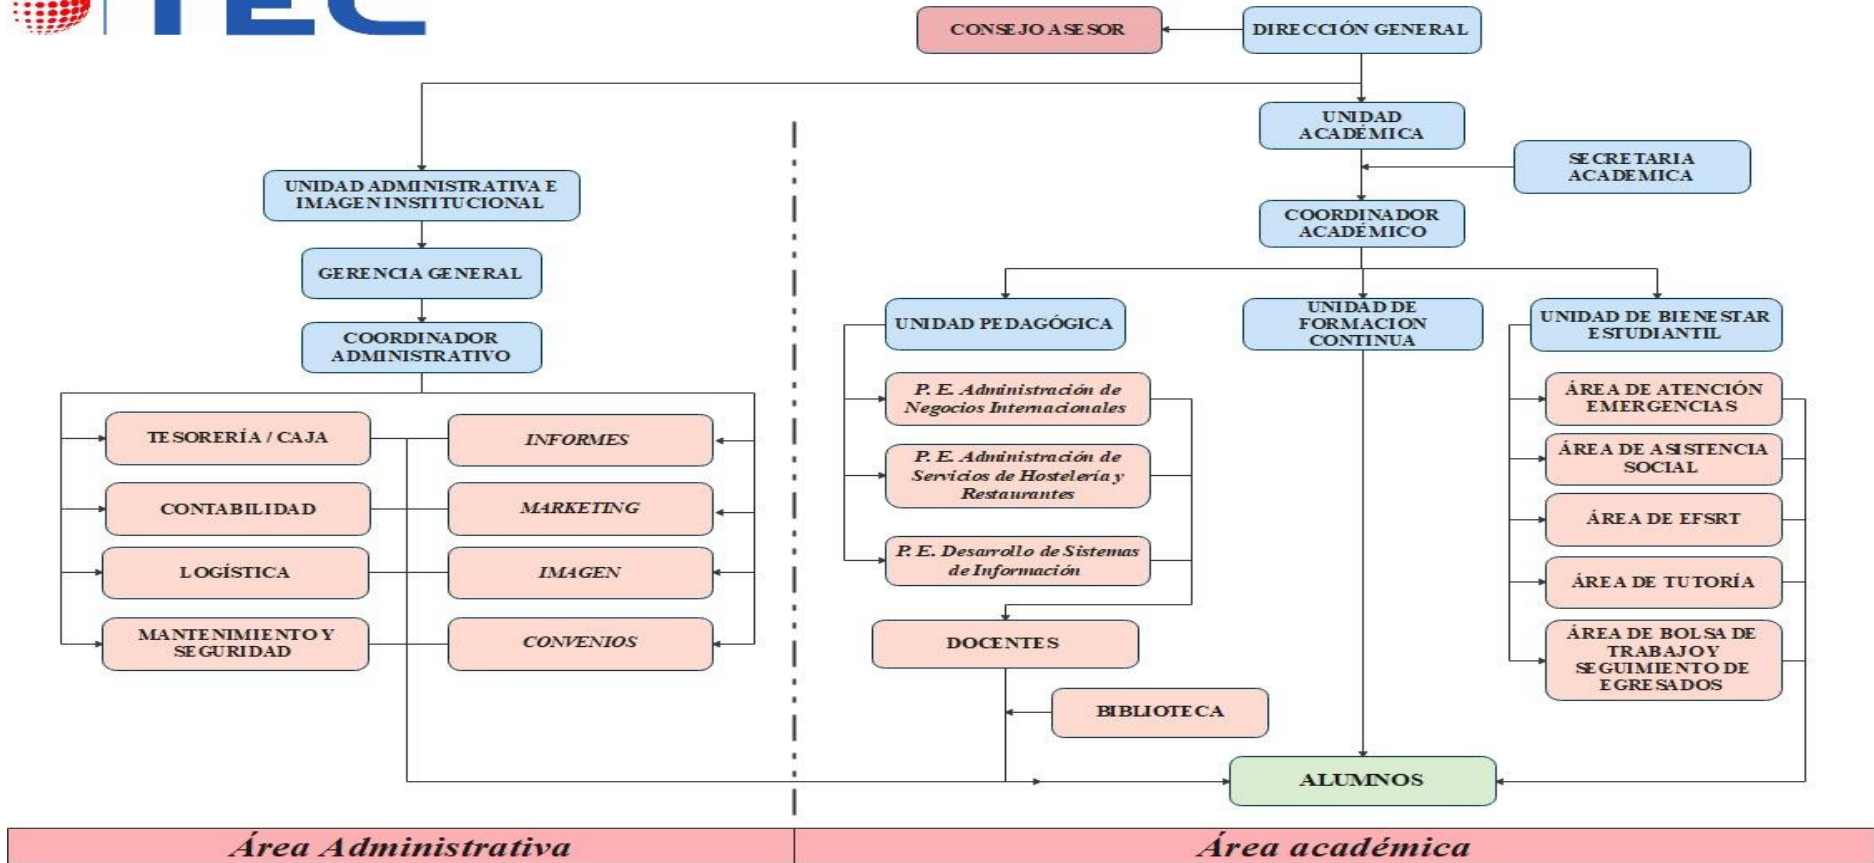 TEC
CONSEJO ASESOR
DIRECCIÓN GENERAL
UNIDAD
ACADÉMICA
SECRETARIA
ACADEMICA
UNIDAD ADMINISTRATIVA E
IMAGEN INSTITUCIONAL
COORDINADOR
ACADÉMICO
GERENCIA GENERAL
COORDINADOR
ADMINISTRATIVO
UNIDAD PEDAGÓGICA
UNIDAD DE
FORMACION
CONTINUA
UNIDAD DE BIENESTAR
ESTUDIANTIL
TESORERÍA / CAJA
INFORMES
CONTABILIDAD
MARKETING
LOGÍSTICA
IMAGEN
MANTENIMIENTO Y
SEGURIDAD
CONVENIOS
P. E. Administración de
Negocios Internacionales
P. E. Administración de
Servicios de Hostelería y
Restaurantes
P. E. Desarrollo de Sistemas
de Información
DOCENTES
BIBLIOTECA
ÁREA DE ATENCIÓN
EMERGENCIAS
ÁREA DE ASISTENCIA
SOCIAL
ÁREA DE EFSRT
ÁREA DE TUTORÍA
ÁREA DE BOLSA DE
TRABAJO Y
SEGUIMIENTO DE
EGRESADOS
ALUMNOS
Área Administrativa
Área académica